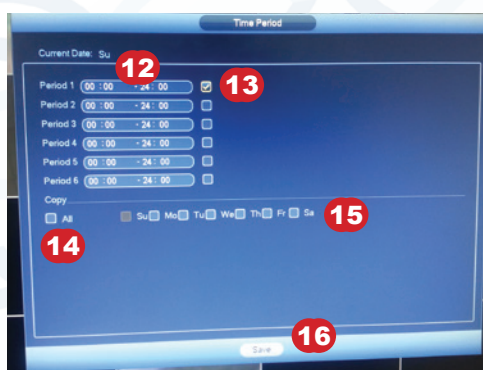 Time Period
Current Date: Su
12
Period 1 00 : 00 - 24 : 00 13
Period 2 00 : 00 - 24 : 00
Period 3 00 : 00 - 24 : 00
Period 4 00 : 00 - 24 : 00
Period 5 00 : 00 - 24 : 00
Period 6 00 : 00 - 24 : 00
Copy
All Su Mo Tu We Th Fr Sa 15
14
16
Save